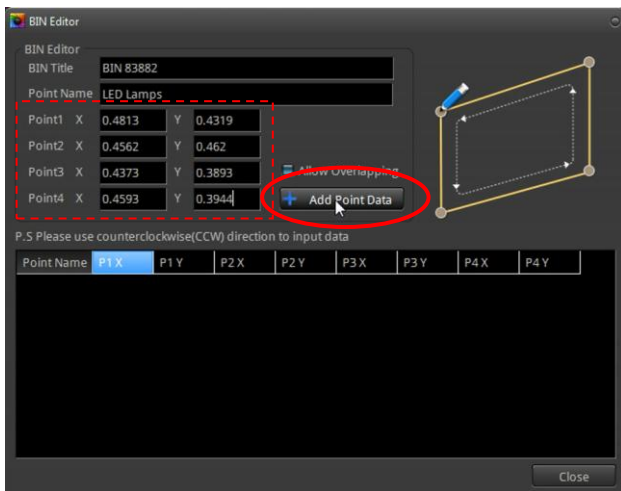 BIN Editor
BIN Editor
BIN Title BIN 83882
Point Name LED Lamps
Point1 X 0.4813 Y 0.4319
Point2 X 0.4562 Y 0.462
Point3 X 0.4373 Y 0.3893
Allow Overlapping
Point4 X 0.4593 Y 0.3944
Add Point Data
P.S Please use counterclockwise(CCW) direction to input data
Point Name P1 X P1 Y P2 X P2 Y P3 X P3 Y P4 X P4 Y
Close